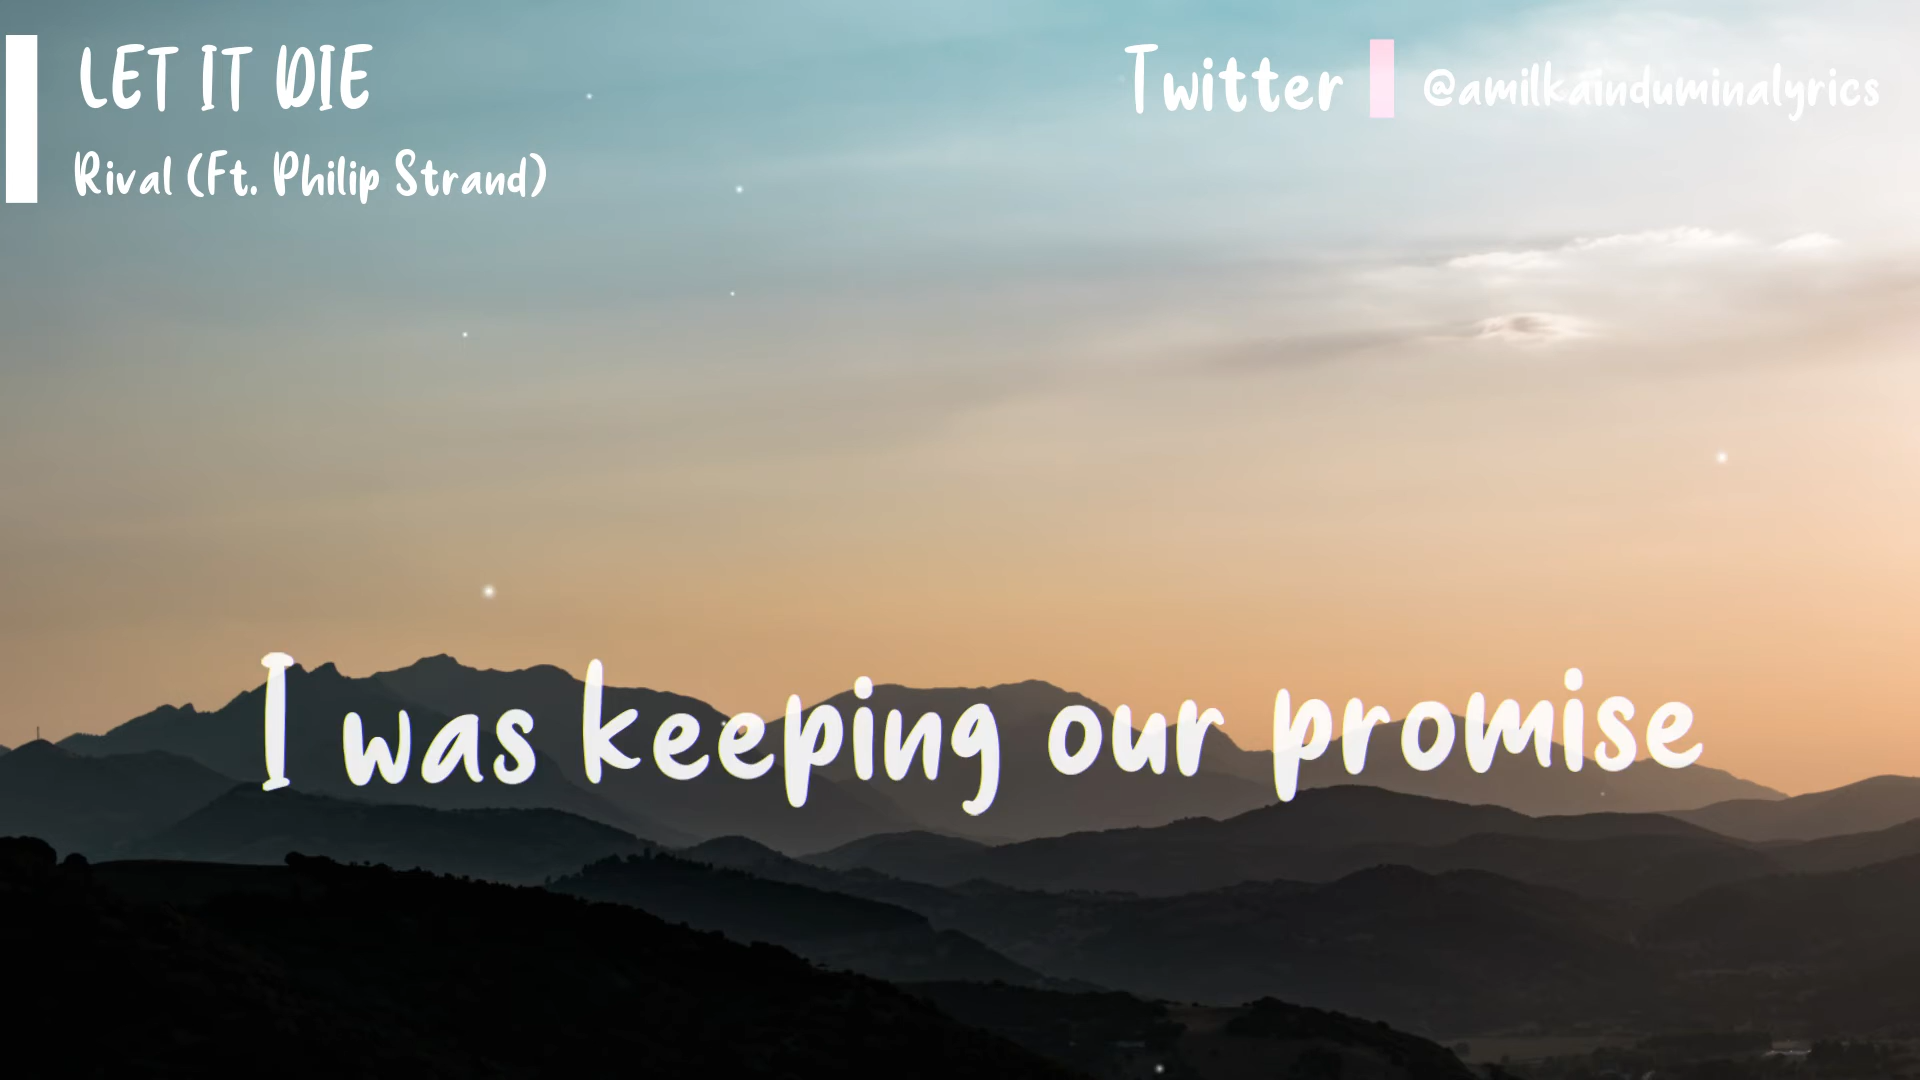 LET IT DIE
Rival (Ft. Philip Strand)
Twitter @amilkainduminalyrics
I was keeping our promise